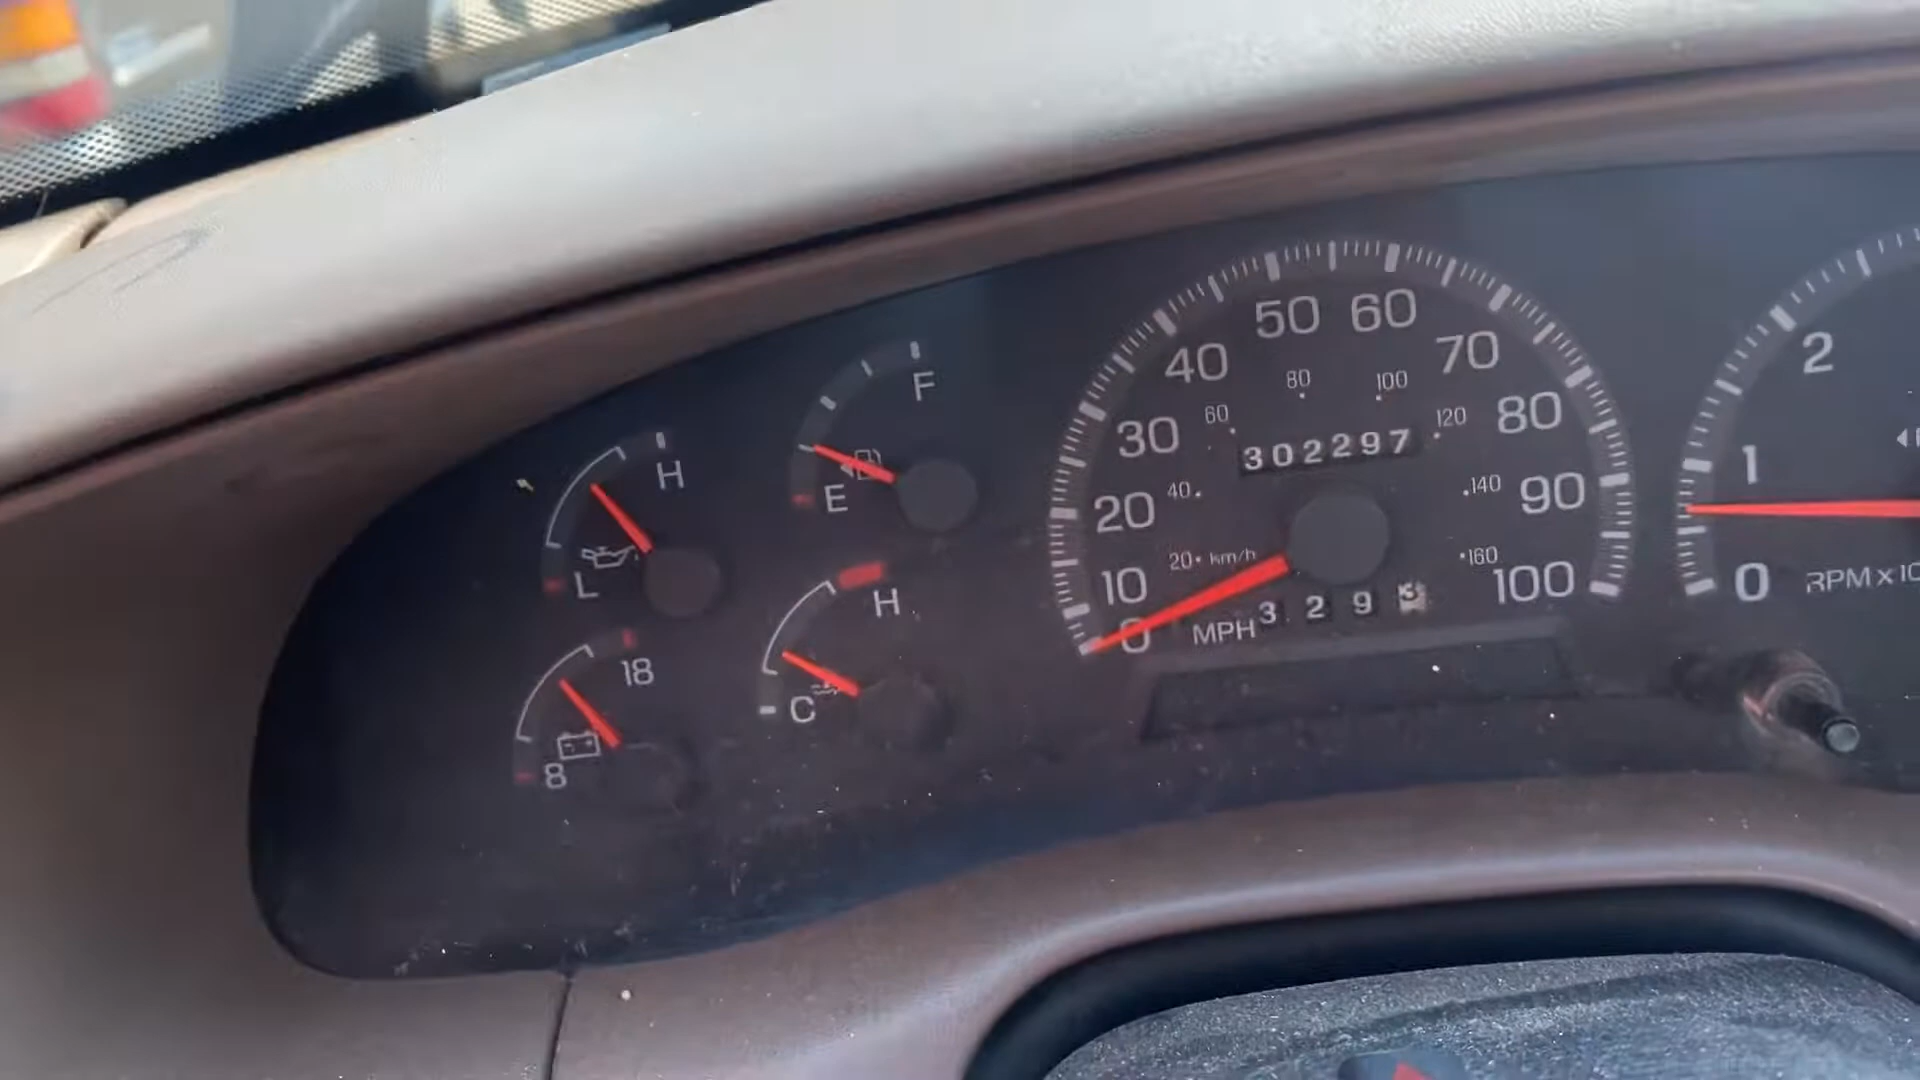 F
E
H
L
H
C
18
8
50 60
40 70
80 100
30 60 120 80
302297
20 40 140 90
10 20 km/h 160 100
0 MPH 3 2 9 3
2
1
0 RPM x 10